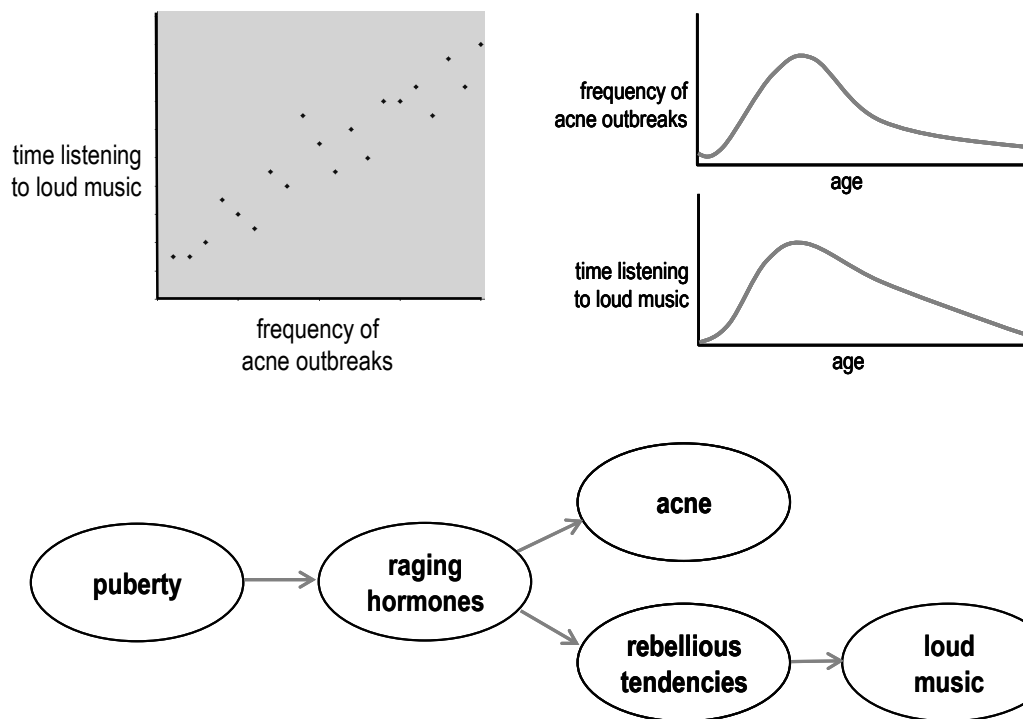 time listening
to loud music
frequency of
acne outbreaks
frequency of
acne outbreaks
age
time listening
to loud music
age
puberty
raging
hormones
acne
rebellious
tendencies
loud
music